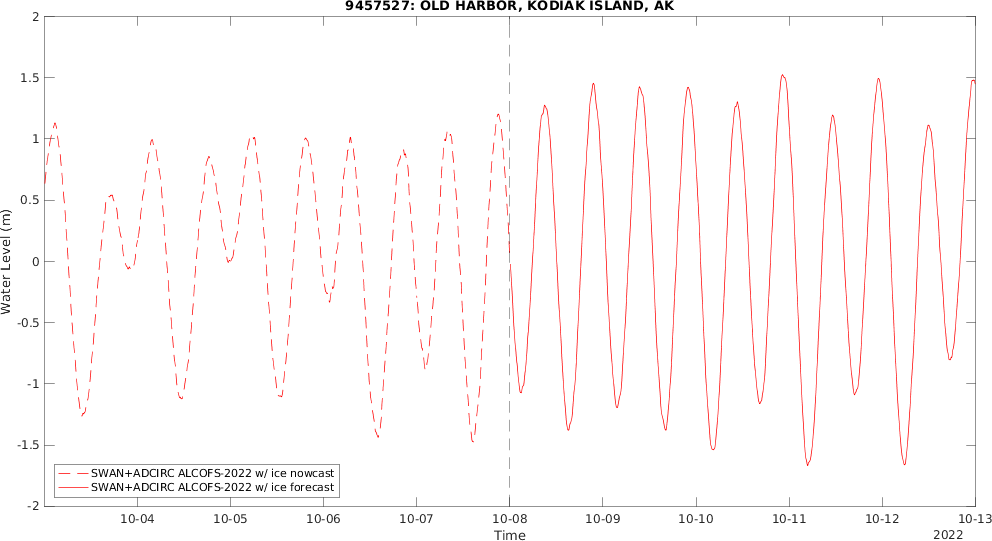 9457527: OLD HARBOR, KODIAK ISLAND, AK
2
1.5
1
0.5
0
-0.5
-1
-1.5
-2
Water Level (m)
SWAN+ADCIRC ALCOFS-2022 w/ ice nowcast
SWAN+ADCIRC ALCOFS-2022 w/ ice forecast
10-04 10-05 10-06 10-07 10-08 10-09 10-10 10-11 10-12 10-13
Time
2022